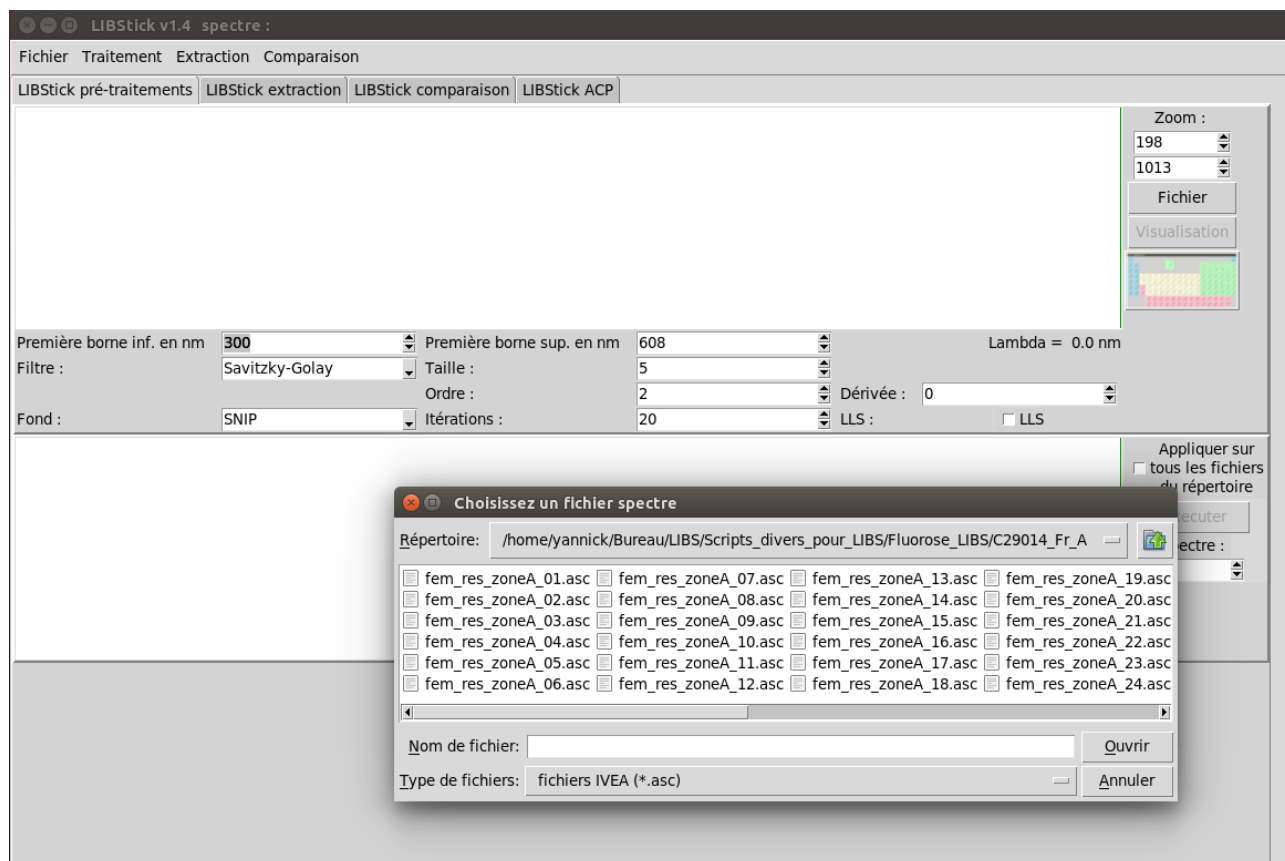 LIBStick v1.4 spectre :
Fichier Traitement Extraction Comparaison
LIBStick pré-traitements LIBStick extraction LIBStick comparaison LIBStick ACP
Zoom :
198
1013
Fichier
Visualisation
Première borne inf. en nm 300 Première borne sup. en nm 608 Lambda = 0.0 nm
Filtre : Savitzky-Golay Taille : 5
Ordre : 2 Dérivée : 0
Fond : SNIP Itérations : 20 LLS : LLS
Appliquer sur
tous les fichiers
du répertoire
Choisissez un fichier spectre
Répertoire: /home/yannick/Bureau/LIBS/Scripts_divers_pour_LIBS/Fluorose_LIBS/C29014_Fr_A
fem_res_zoneA_01.asc fem_res_zoneA_07.asc fem_res_zoneA_13.asc fem_res_zoneA_19.asc
fem_res_zoneA_02.asc fem_res_zoneA_08.asc fem_res_zoneA_14.asc fem_res_zoneA_20.asc
fem_res_zoneA_03.asc fem_res_zoneA_09.asc fem_res_zoneA_15.asc fem_res_zoneA_21.asc
fem_res_zoneA_04.asc fem_res_zoneA_10.asc fem_res_zoneA_16.asc fem_res_zoneA_22.asc
fem_res_zoneA_05.asc fem_res_zoneA_11.asc fem_res_zoneA_17.asc fem_res_zoneA_23.asc
fem_res_zoneA_06.asc fem_res_zoneA_12.asc fem_res_zoneA_18.asc fem_res_zoneA_24.asc
Nom de fichier: Ouvrir
Type de fichiers: fichiers IVEA (*.asc) Annuler